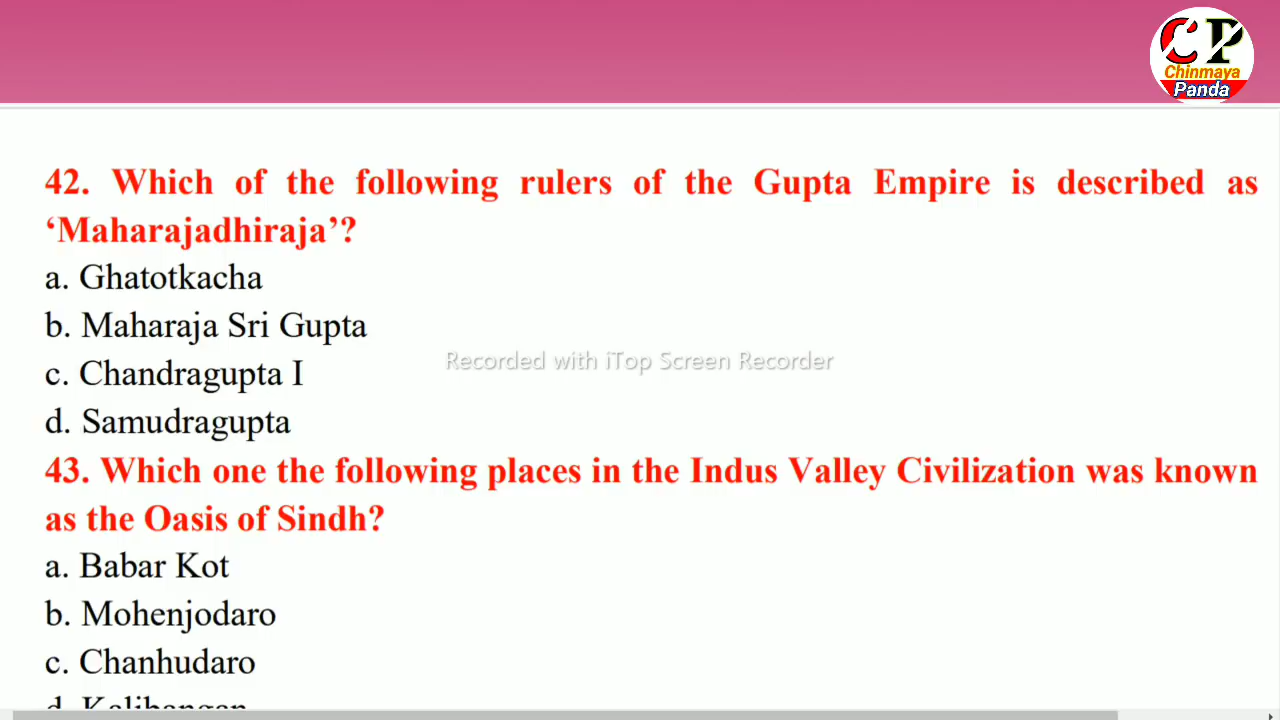 CP
Chinmaya
Panda
42. Which of the following rulers of the Gupta Empire is described as
‘Maharajadhiraja’?
a. Ghatotkacha
b. Maharaja Sri Gupta
Recorded with iTop Screen Recorder
c. Chandragupta I
d. Samudragupta
43. Which one the following places in the Indus Valley Civilization was known
as the Oasis of Sindh?
a. Babar Kot
b. Mohenjodaro
c. Chanhudaro
d. Kalibangan